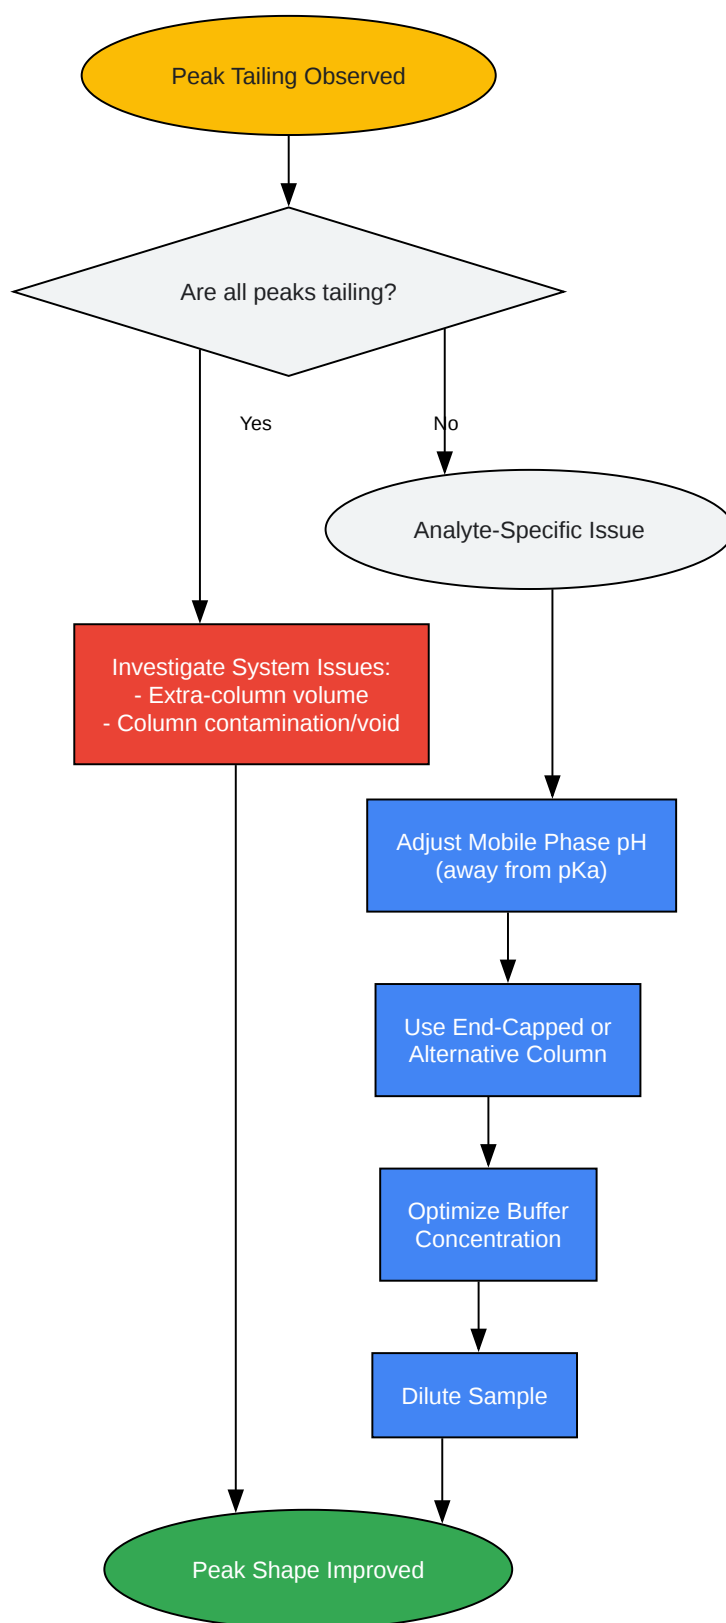 Peak Tailing Observed
Are all peaks tailing?
Yes
No
Analyte-Specific Issue
Investigate System Issues:
- Extra-column volume
- Column contamination/void
Adjust Mobile Phase pH
(away from pKa)
Use End-Capped or
Alternative Column
Optimize Buffer
Concentration
Dilute Sample
Peak Shape Improved